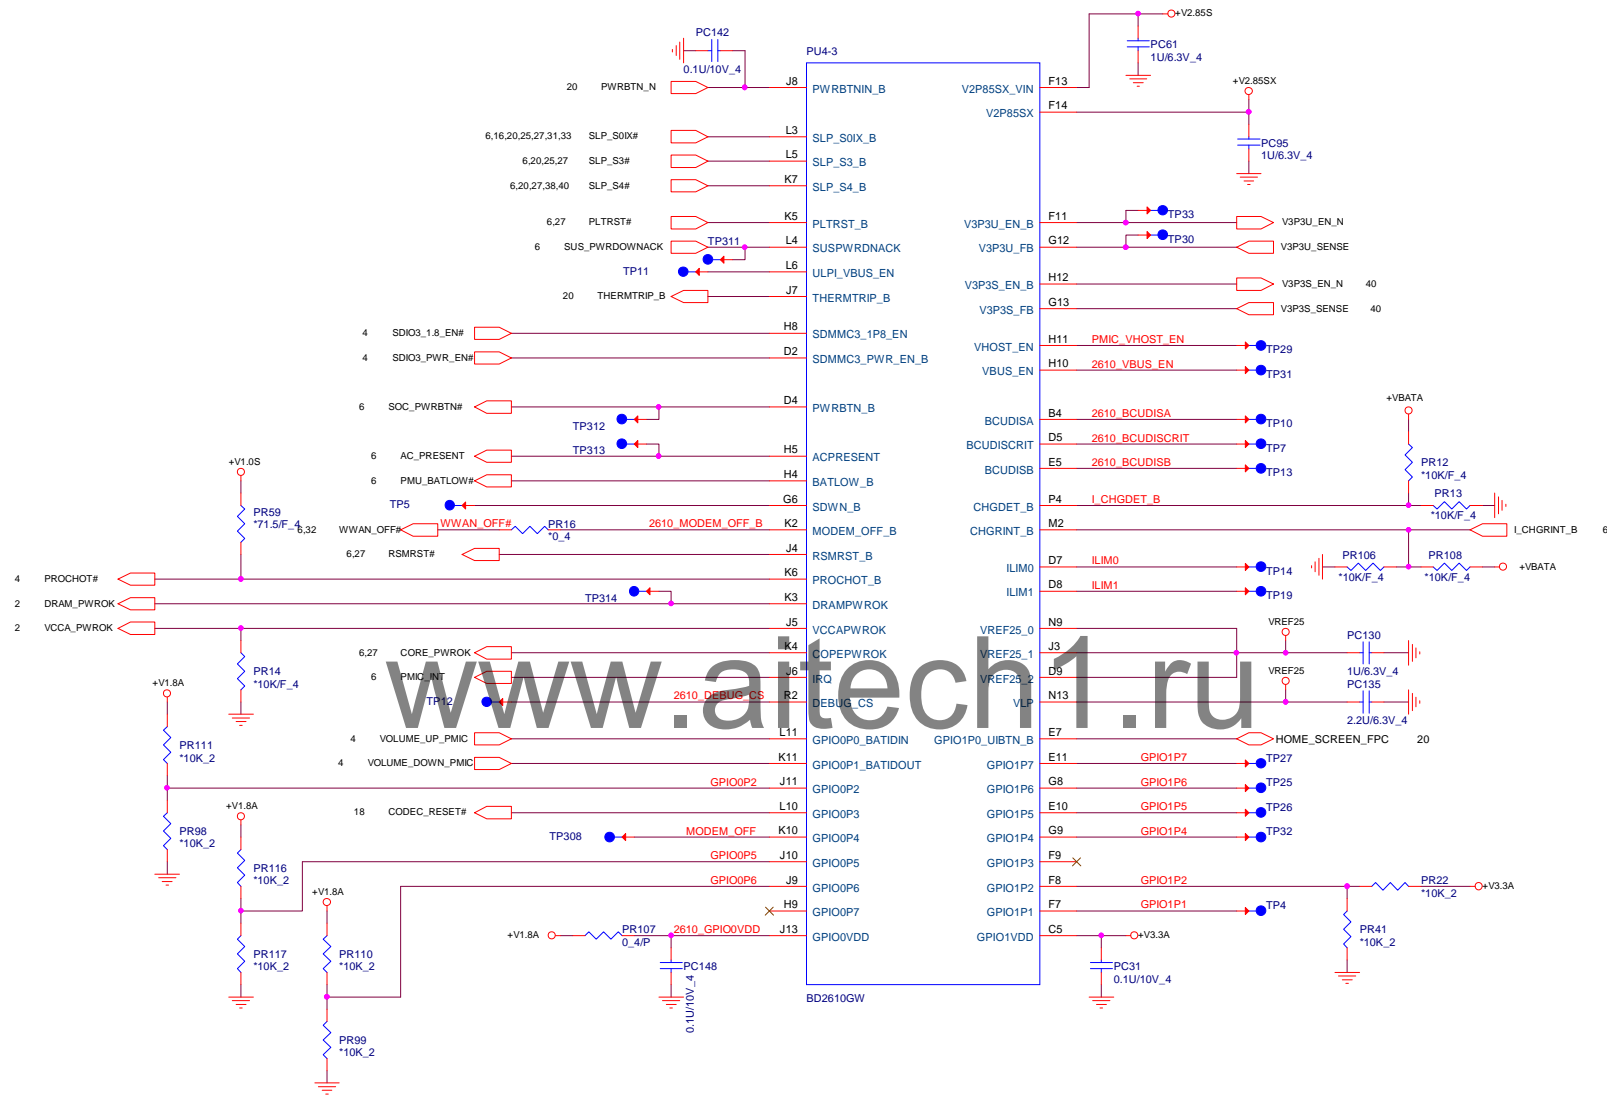 PU4-3
PC142
0.1U/10V_4
20 PWRBTN_N J8 PWRBTNIN_B
6,16,20,25,27,31,33 SLP_S0IX# L3 SLP_S0IX_B
6,20,25,27 SLP_S3# L5 SLP_S3_B
6,20,27,38,40 SLP_S4# K7 SLP_S4_B
6,27 PLTRST# K5 PLTRST_B
6 SUS_PWRDOWNACK TP311 L4 SUSPWRDNACK
TP11 L6 ULPI_VBUS_EN
20 THERMTRIP_B J7 THERMTRIP_B
4 SDIO3_1.8_EN# H8 SDMMC3_1P8_EN
4 SDIO3_PWR_EN# D2 SDMMC3_PWR_EN_B
6 SOC_PWRBTN# D4 PWRBTN_B
TP312
TP313
6 AC_PRESENT H5 ACPRESENT
6 PMU_BATLOW# H4 BATLOW_B
TP5 G6 SDWN_B
6,32 WWAN_OFF# WWAN_OFF# PR16 *0_4 2610_MODEM_OFF_B K2 MODEM_OFF_B
6,27 RSMRST# J4 RSMRST_B
+V1.0S
PR59
*71.5/F_4
4 PROCHOT# K6 PROCHOT_B
TP314
2 DRAM_PWROK K3 DRAMPWROK
2 VCCA_PWROK J5 VCCAPWROK
6,27 CORE_PWROK K4 COPEPWROK
PR14
*10K/F_4
6 PMIC_INT J6 IRQ
TP12 2610_DEBUG_CS R2 DEBUG_CS
4 VOLUME_UP_PMIC L11 GPIO0P0_BATIDIN
4 VOLUME_DOWN_PMIC K11 GPIO0P1_BATIDOUT
+V1.8A
PR111
*10K_2
GPIO0P2 J11 GPIO0P2
18 CODEC_RESET# L10 GPIO0P3
TP308 MODEM_OFF K10 GPIO0P4
PR98
*10K_2
+V1.8A
PR116
*10K_2
GPIO0P5 J10 GPIO0P5
GPIO0P6 J9 GPIO0P6
H9 GPIO0P7
+V1.8A
PR117
*10K_2
PR110
*10K_2
PR99
*10K_2
+V1.8A PR107 0_4/P 2610_GPIO0VDD J13 GPIO0VDD
PC148
0.1U/10V_4
BD2610GW
+V2.85S
PC61
1U/6.3V_4
V2P85SX_VIN F13
+V2.85SX
V2P85SX F14
PC95
1U/6.3V_4
V3P3U_EN_B F11 TP33 V3P3U_EN_N
V3P3U_FB G12 TP30 V3P3U_SENSE
V3P3S_EN_B H12 V3P3S_EN_N 40
V3P3S_FB G13 V3P3S_SENSE 40
VHOST_EN H11 PMIC_VHOST_EN TP29
VBUS_EN H10 2610_VBUS_EN TP31
BCUDISA B4 2610_BCUDISA TP10
BCUDISCRIT D5 2610_BCUDISCRIT TP7
BCUDISB E5 2610_BCUDISB TP13
+VBATA
PR12
*10K/F_4
CHGDET_B P4 I_CHGDET_B PR13 *10K/F_4
CHGRINT_B M2 I_CHGRINT_B 6
PR106
*10K/F_4
PR108
*10K/F_4
+VBATA
ILIM0 D7 ILIM0 TP14
ILIM1 D8 ILIM1 TP19
VREF25_0 N9
VREF25
VREF25_1 J3
PC130
1U/6.3V_4
VREF25_2 D9
VREF25
VLP N13
PC135
2.2U/6.3V_4
GPIO1P0_UIBTN_B E7 HOME_SCREEN_FPC 20
GPIO1P7 E11 GPIO1P7 TP27
GPIO1P6 G8 GPIO1P6 TP25
GPIO1P5 E10 GPIO1P5 TP26
GPIO1P4 G9 GPIO1P4 TP32
GPIO1P3 F9
GPIO1P2 F8 GPIO1P2 PR22 *10K_2 +V3.3A
GPIO1P1 F7 GPIO1P1 TP4
PR41
*10K_2
GPIO1VDD C5 +V3.3A
PC31
0.1U/10V_4
www.aitech1.ru